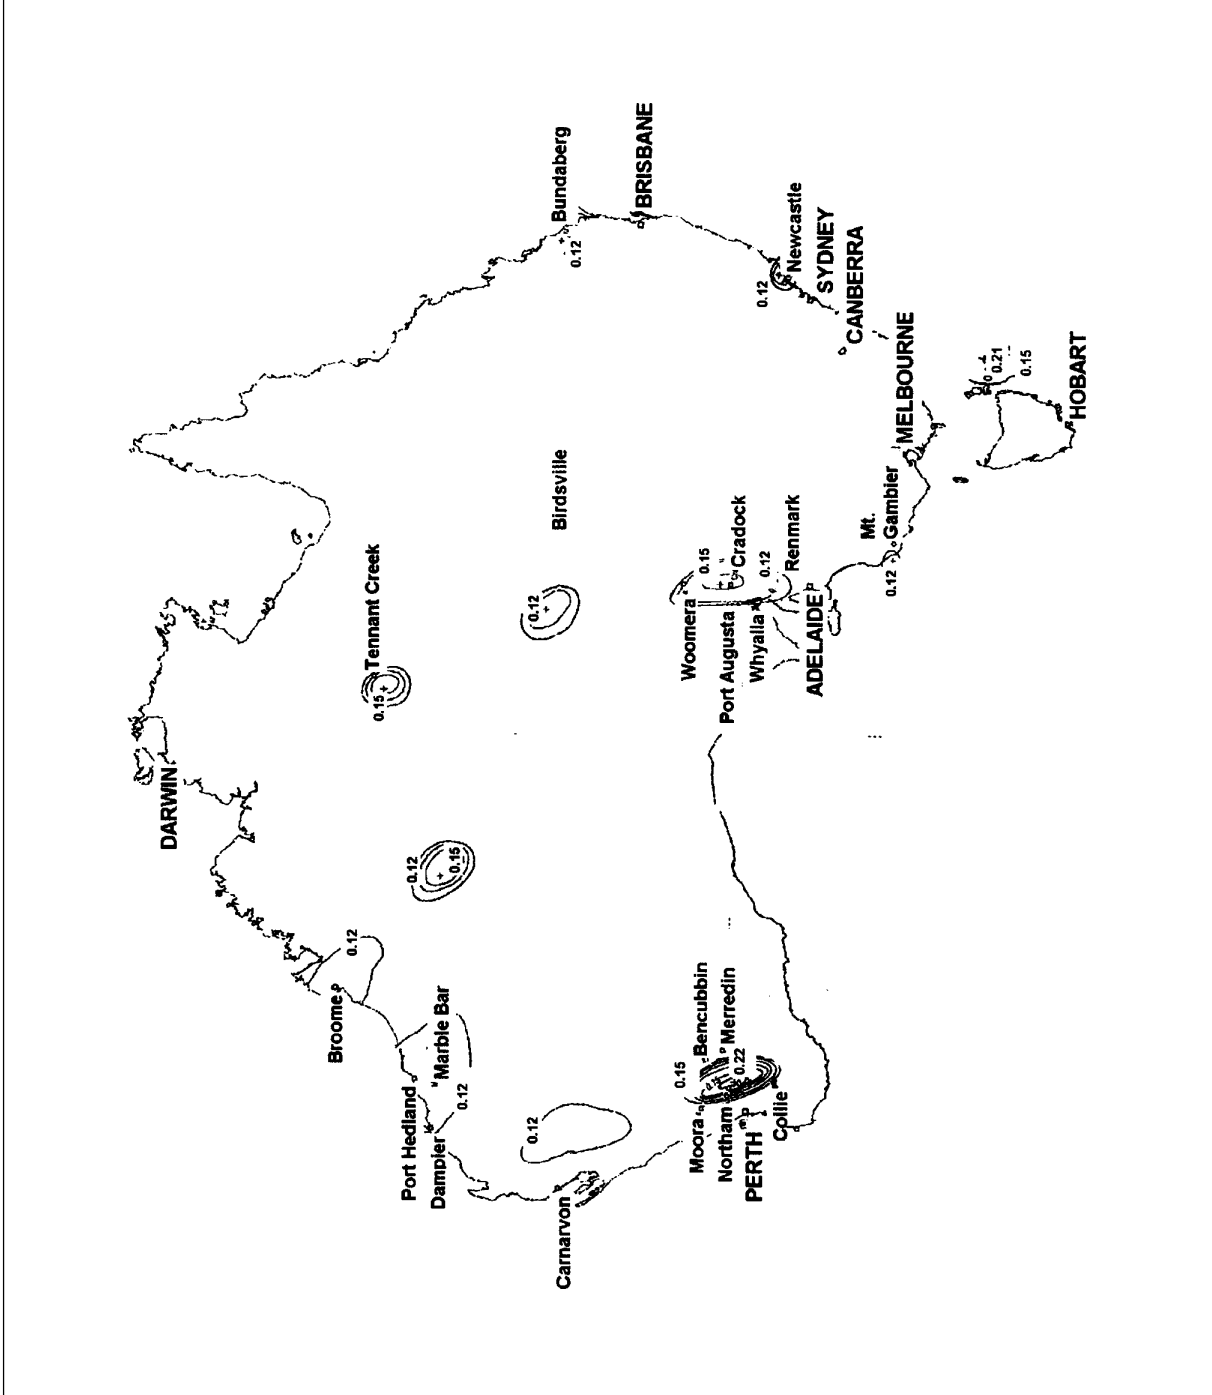 DARWIN
Tennant Creek
0.15
Broome
0.12
0.12
0.15
Port Hedland
Marble Bar
Dampier
0.12
Carnarvon
0.12
Birdsville
0.12
Bundaberg
0.12
BRISBANE
Newcastle
0.12
SYDNEY
CANBERRA
MELBOURNE
Mt.
Gambier
0.12
0.21
0.15
HOBART
Woomera
0.15
Cradock
Port Augusta
0.12
Whyalla
Renmark
ADELAIDE
Moora
0.15
Bencubbin
Northam
Merredin
0.22
PERTH
Collie